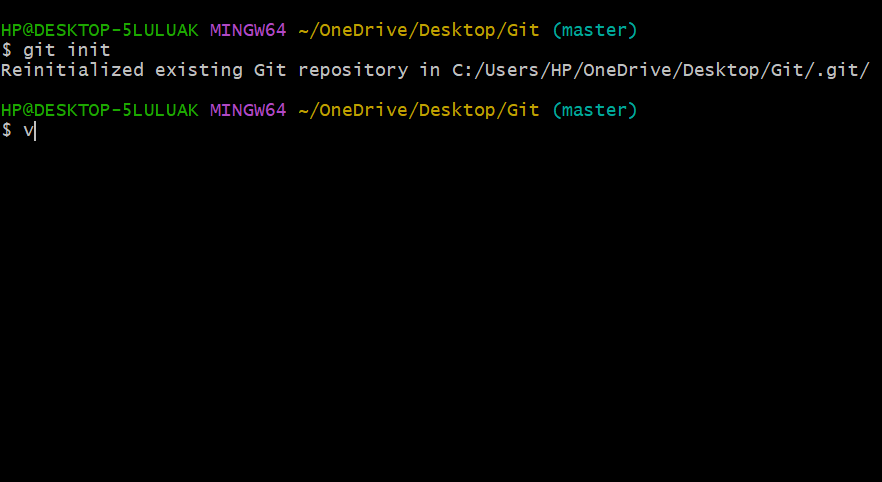 HP@DESKTOP-5LULUAK MINGW64 ~/OneDrive/Desktop/Git (master)
$ git init
Reinitialized existing Git repository in C:/Users/HP/OneDrive/Desktop/Git/.git/
HP@DESKTOP-5LULUAK MINGW64 ~/OneDrive/Desktop/Git (master)
$ v